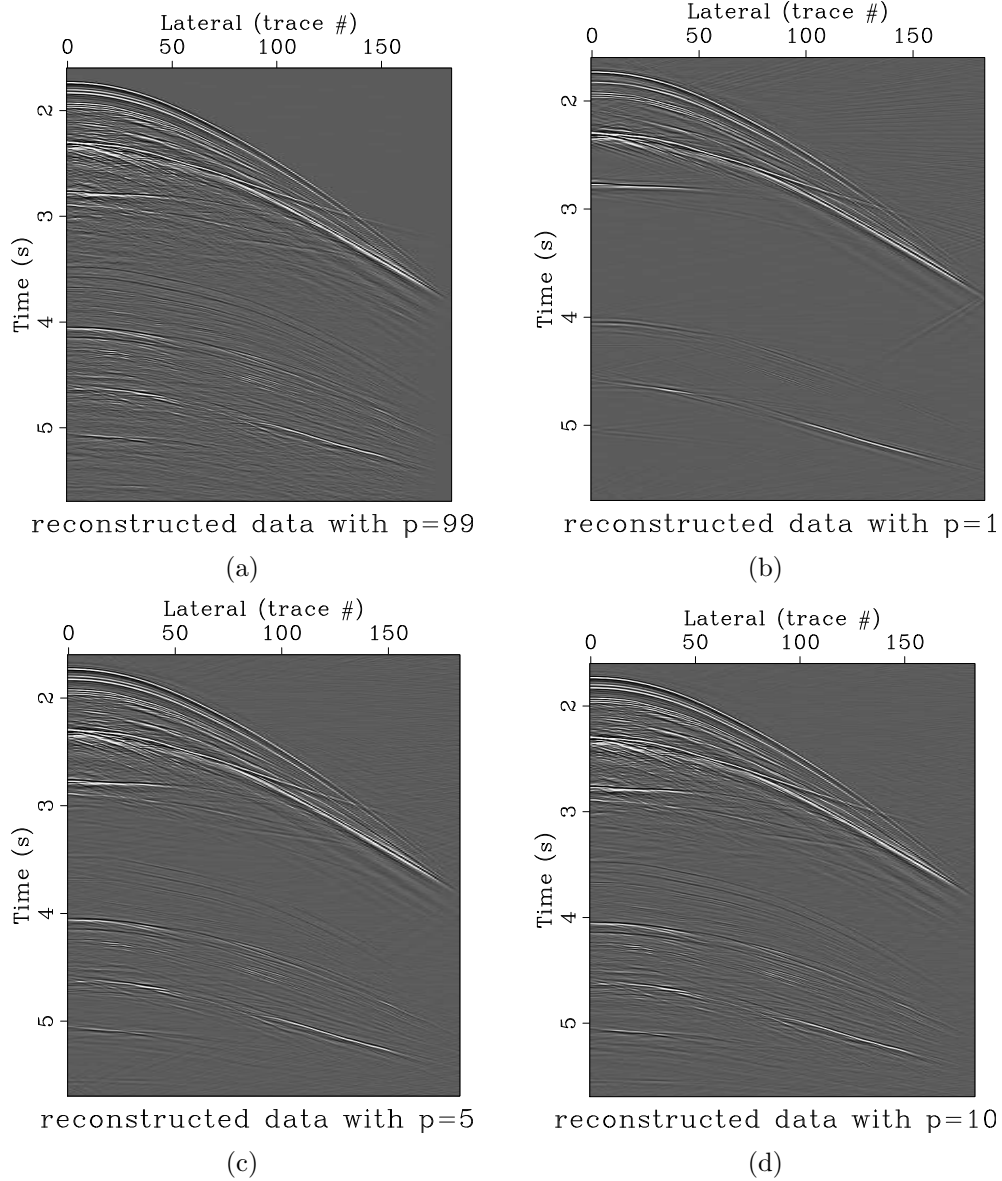 Lateral (trace #)
0 50 100 150
Time (s)
2
3
4
5
reconstructed data with p=99
(a)
Lateral (trace #)
0 50 100 150
Time (s)
2
3
4
5
reconstructed data with p=1
(b)
Lateral (trace #)
0 50 100 150
Time (s)
2
3
4
5
reconstructed data with p=5
(c)
Lateral (trace #)
0 50 100 150
Time (s)
2
3
4
5
reconstructed data with p=10
(d)